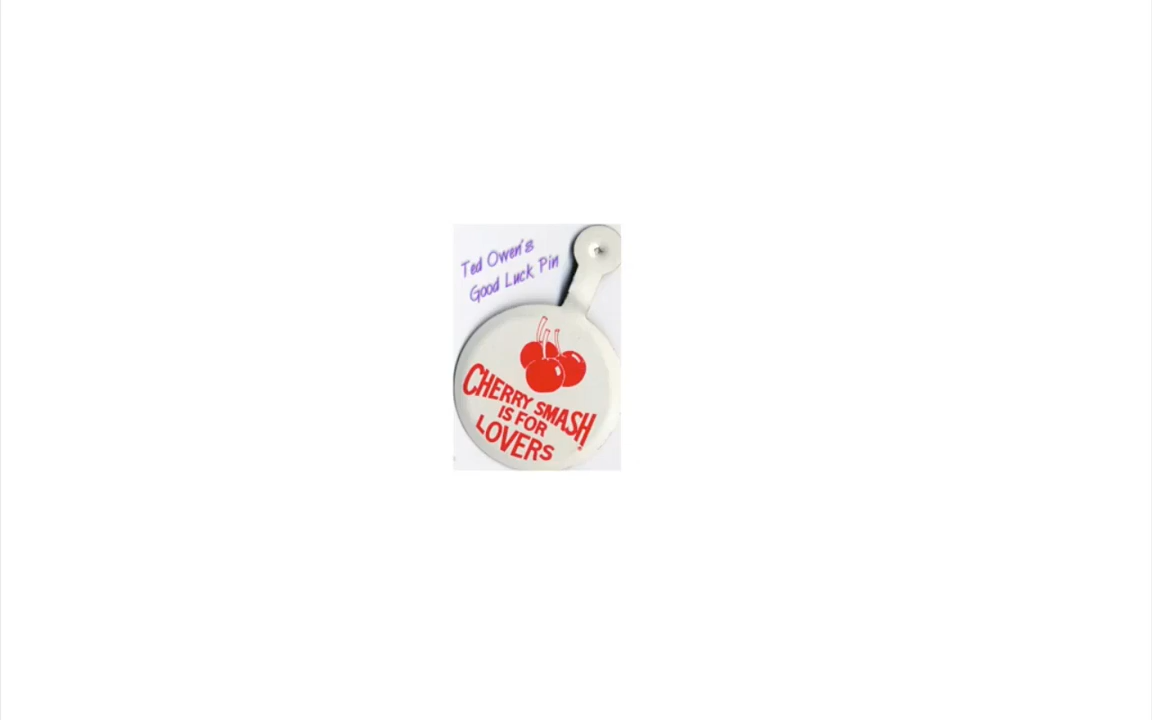 Ted Owen's
Good Luck Pin
CHERRY SMASH
IS FOR
LOVERS